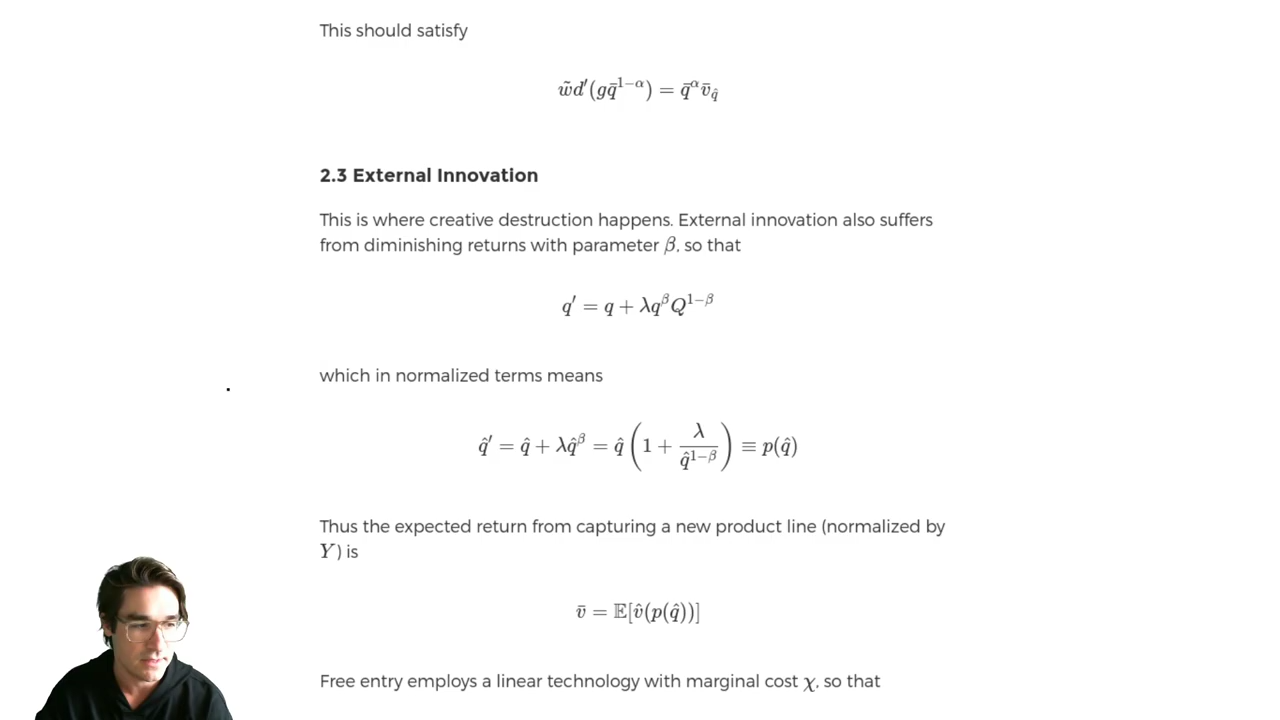 This should satisfy
w̃d′(gq̄^{1−α}) = q̄^α v̄_{q̂}
2.3 External Innovation
This is where creative destruction happens. External innovation also suffers
from diminishing returns with parameter β, so that
q′ = q + λq^β Q^{1−β}
which in normalized terms means
q̂′ = q̂ + λq̂^β = q̂ (1 + λ/q̂^{1−β}) ≡ p(q̂)
Thus the expected return from capturing a new product line (normalized by
Y) is
v̄ = 𝔼[v̂(p(q̂))]
Free entry employs a linear technology with marginal cost χ, so that